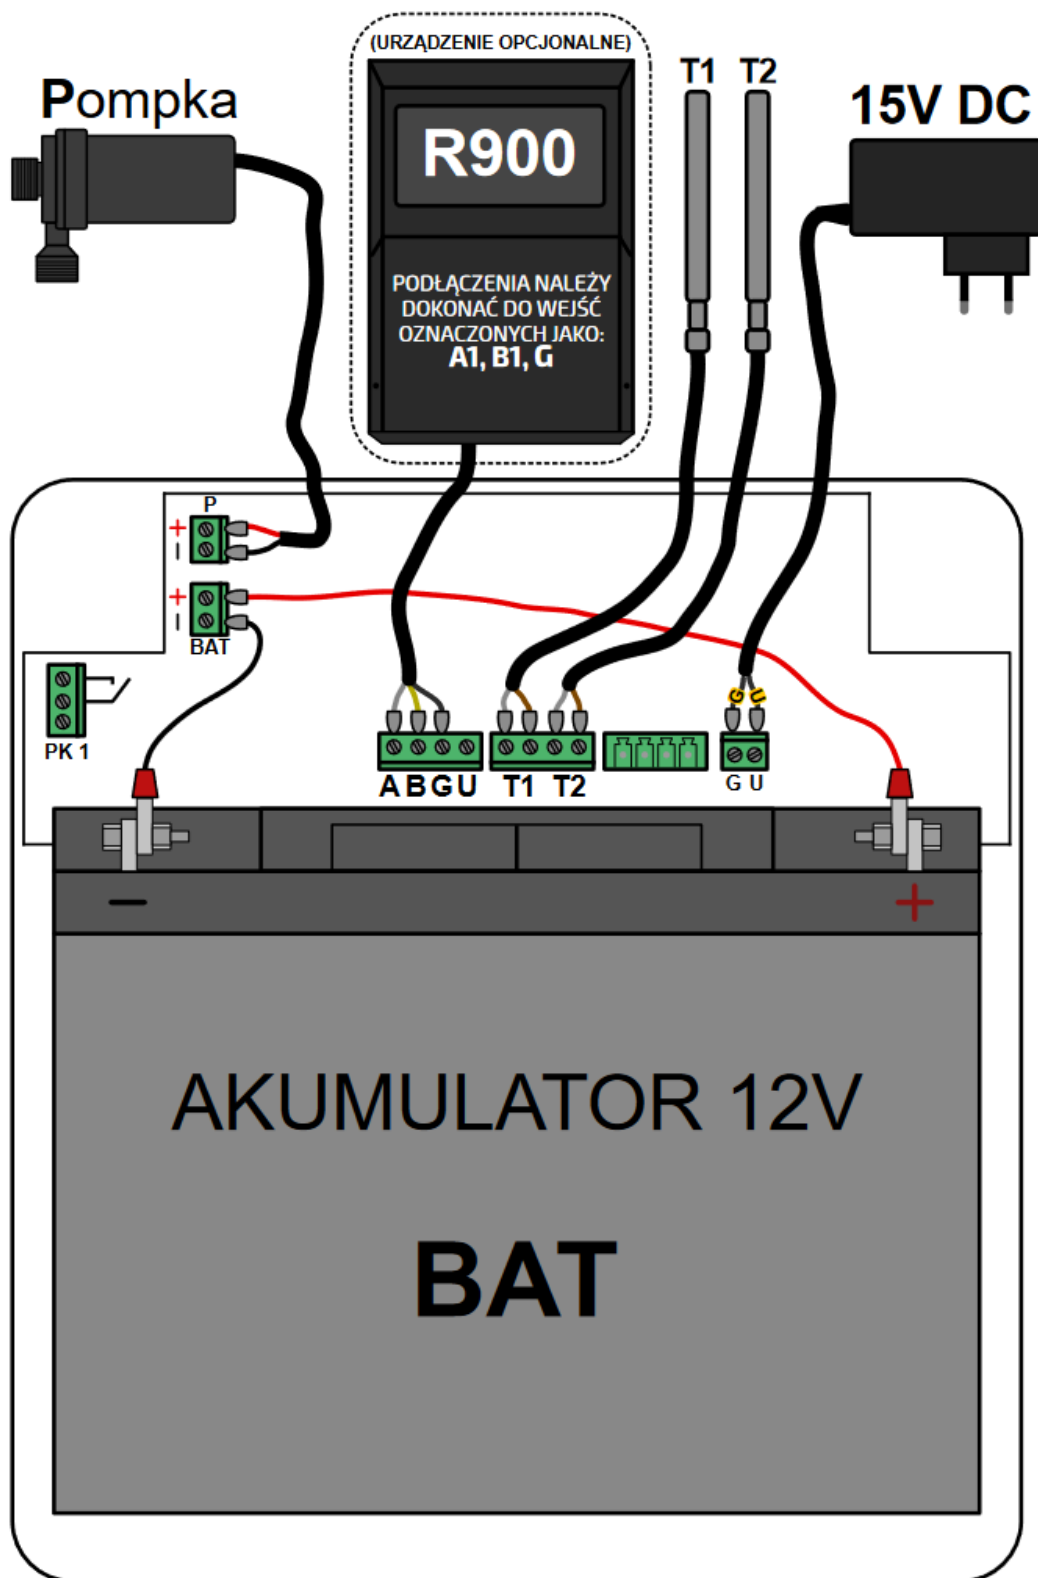 (URZĄDZENIE OPCJONALNE)
Pompka
T1 T2
15V DC
R900
PODŁĄCZENIA NALEŻY
DOKONAĆ DO WEJŚĆ
OZNACZONYCH JAKO:
A1, B1, G
P
+
–
+
–
BAT
PK 1
G U
A B G U
T1 T2
G U
– +
AKUMULATOR 12V
BAT